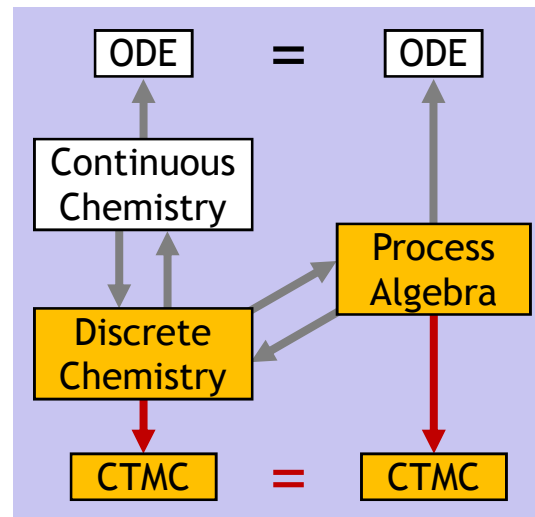 ODE = ODE
Continuous
Chemistry
Process
Algebra
Discrete
Chemistry
CTMC = CTMC